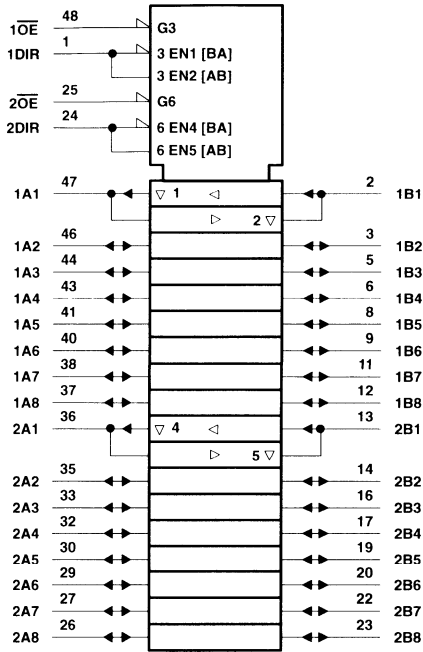 1OE 48 G3
1DIR 1 3 EN1 [BA]
3 EN2 [AB]
2OE 25 G6
2DIR 24 6 EN4 [BA]
6 EN5 [AB]
1A1 47 ▽ 1 ◁ 2 1B1
▷ 2 ▽
1A2 46 3 1B2
1A3 44 5 1B3
1A4 43 6 1B4
1A5 41 8 1B5
1A6 40 9 1B6
1A7 38 11 1B7
1A8 37 12 1B8
2A1 36 ▽ 4 ◁ 13 2B1
▷ 5 ▽
2A2 35 14 2B2
2A3 33 16 2B3
2A4 32 17 2B4
2A5 30 19 2B5
2A6 29 20 2B6
2A7 27 22 2B7
2A8 26 23 2B8